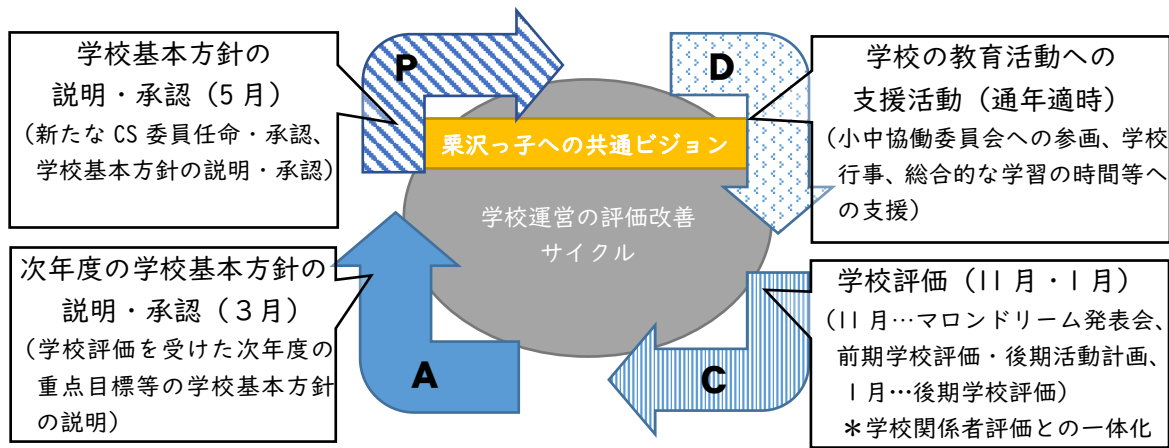 学校基本方針の
説明・承認（5月）
（新たなCS委員任命・承認、
学校基本方針の説明・承認）
P
D
学校の教育活動への
支援活動（通年適時）
（小中協働委員会への参画、学校
行事、総合的な学習の時間等へ
の支援）
栗沢っ子への共通ビジョン
学校運営の評価改善
サイクル
次年度の学校基本方針の
説明・承認（３月）
（学校評価を受けた次年度の
重点目標等の学校基本方針
の説明）
A
C
学校評価（11月・1月）
（11月…マロンドリーム発表会、
前期学校評価・後期活動計画、
1月…後期学校評価）
＊学校関係者評価との一体化